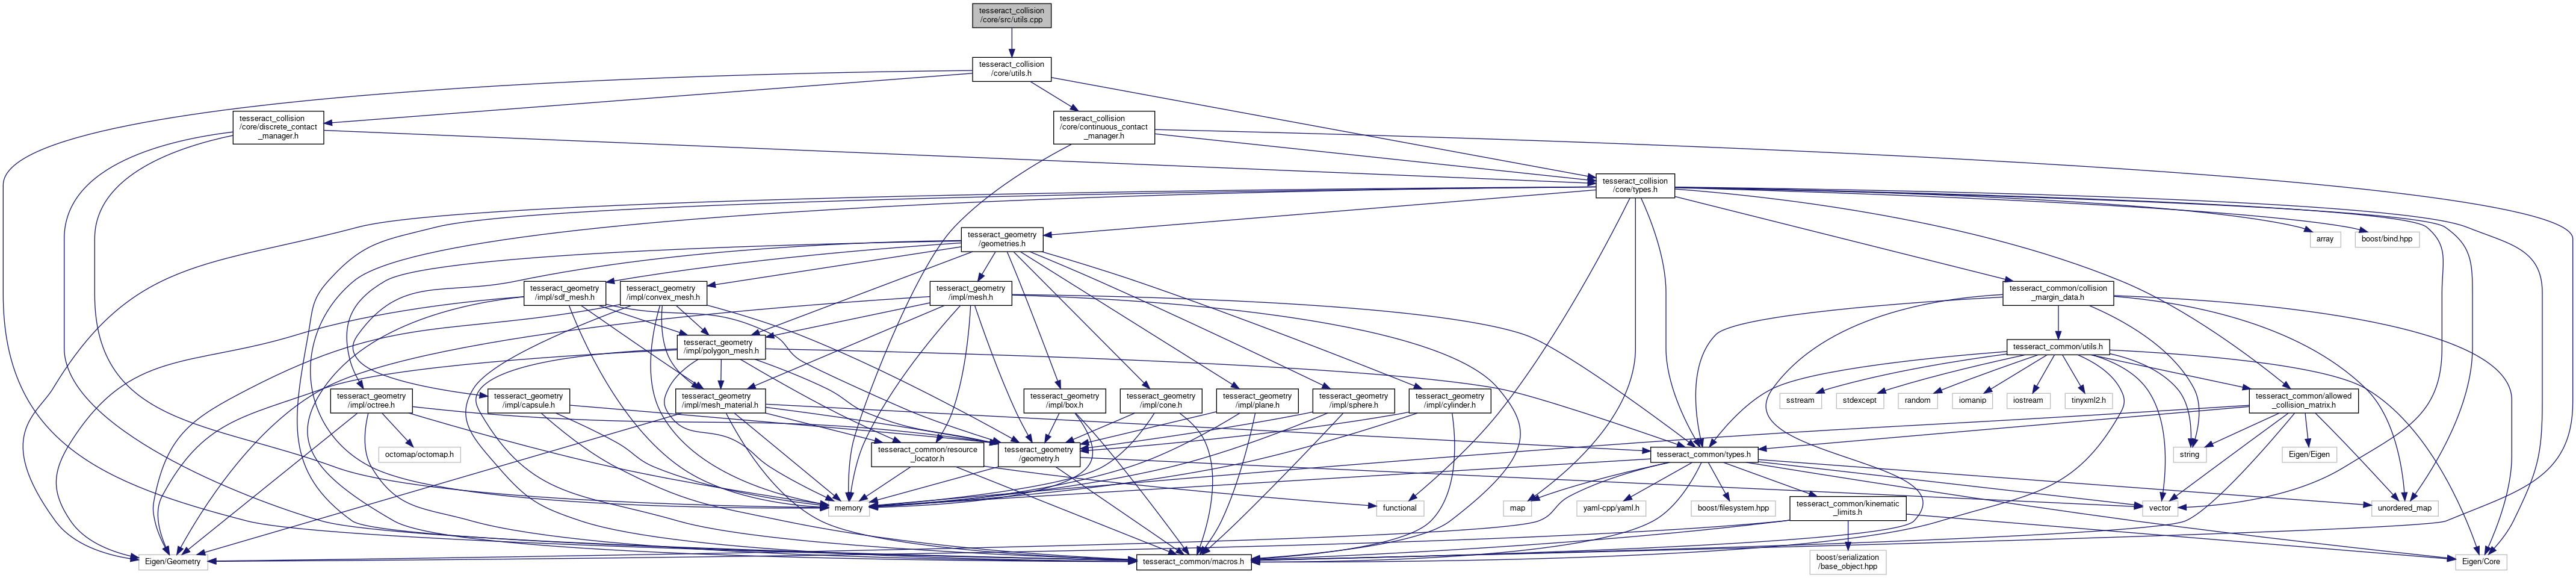 tesseract_collision
/core/src/utils.cpp
tesseract_collision
/core/utils.h
tesseract_collision
/core/discrete_contact
_manager.h
tesseract_collision
/core/continuous_contact
_manager.h
tesseract_collision
/core/types.h
tesseract_geometry
/geometries.h
array
boost/bind.hpp
tesseract_geometry
/impl/sdf_mesh.h
tesseract_geometry
/impl/convex_mesh.h
tesseract_geometry
/impl/mesh.h
tesseract_common/collision
_margin_data.h
tesseract_geometry
/impl/polygon_mesh.h
tesseract_common/utils.h
tesseract_geometry
/impl/octree.h
tesseract_geometry
/impl/capsule.h
tesseract_geometry
/impl/mesh_material.h
tesseract_geometry
/impl/box.h
tesseract_geometry
/impl/cone.h
tesseract_geometry
/impl/plane.h
tesseract_geometry
/impl/sphere.h
tesseract_geometry
/impl/cylinder.h
sstream
stdexcept
random
iomanip
iostream
tinyxml2.h
tesseract_common/allowed
_collision_matrix.h
octomap/octomap.h
tesseract_common/resource
_locator.h
tesseract_geometry
/geometry.h
tesseract_common/types.h
string
Eigen/Eigen
memory
functional
map
yaml-cpp/yaml.h
boost/filesystem.hpp
tesseract_common/kinematic
_limits.h
vector
unordered_map
Eigen/Geometry
tesseract_common/macros.h
boost/serialization
/base_object.hpp
Eigen/Core